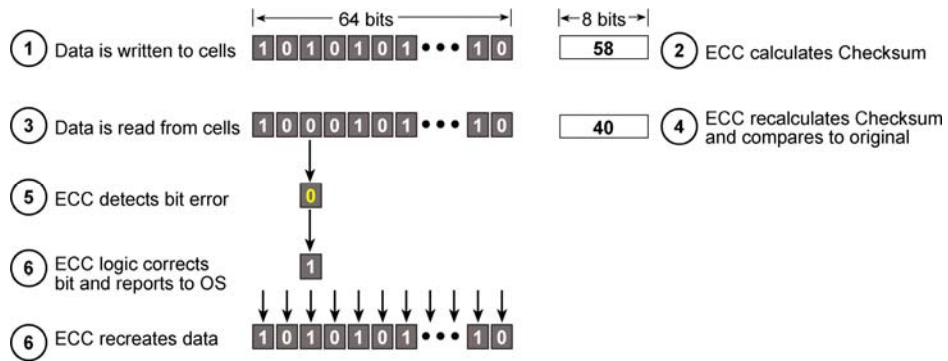 64 bits 8 bits
1 Data is written to cells 1 0 1 0 1 0 1 ••• 1 0 58 2 ECC calculates Checksum
3 Data is read from cells 1 0 0 0 1 0 1 ••• 1 0 40 4 ECC recalculates Checksum
and compares to original
5 ECC detects bit error 0
6 ECC logic corrects 1
bit and reports to OS
6 ECC recreates data 1 0 1 0 1 0 1 ••• 1 0